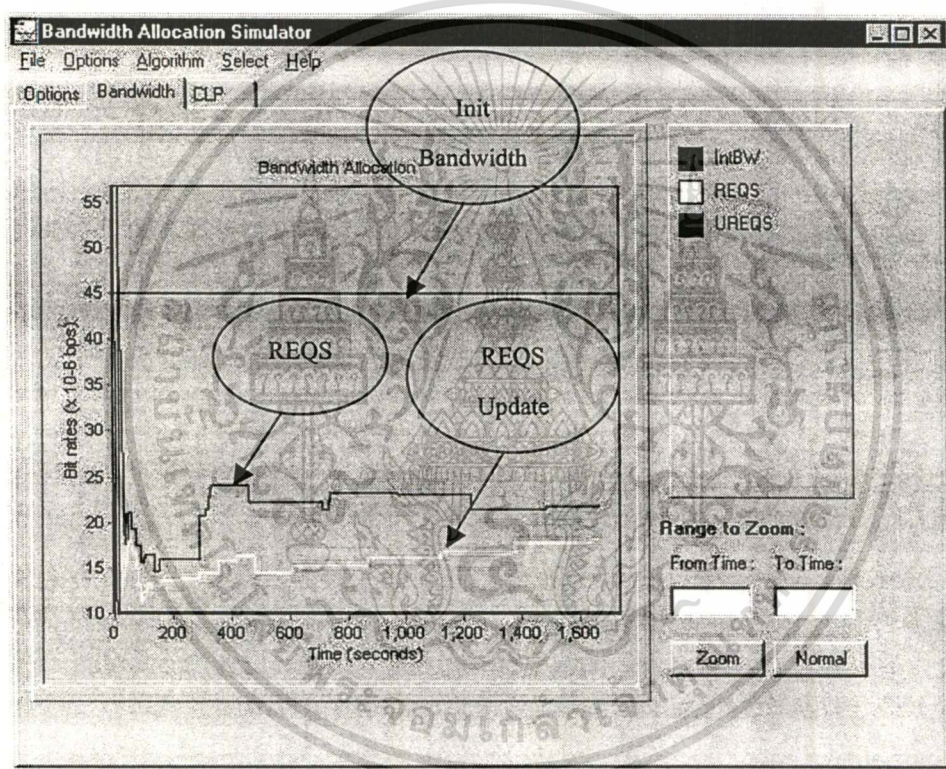 Bandwidth Allocation Simulator
File Options Algorithm Select Help
Options Bandwidth CLP
Init
Bandwidth
Bandwidth Allocation
IntBW
REQS
UREQS
55
50
45
40
35
30
25
20
15
10
Bit rates (x 10-6 bps)
REQS
REQS
Update
0 200 400 600 800 1,000 1,200 1,400 1,600
Time (seconds)
Range to Zoom :
From Time : To Time :
Zoom Normal